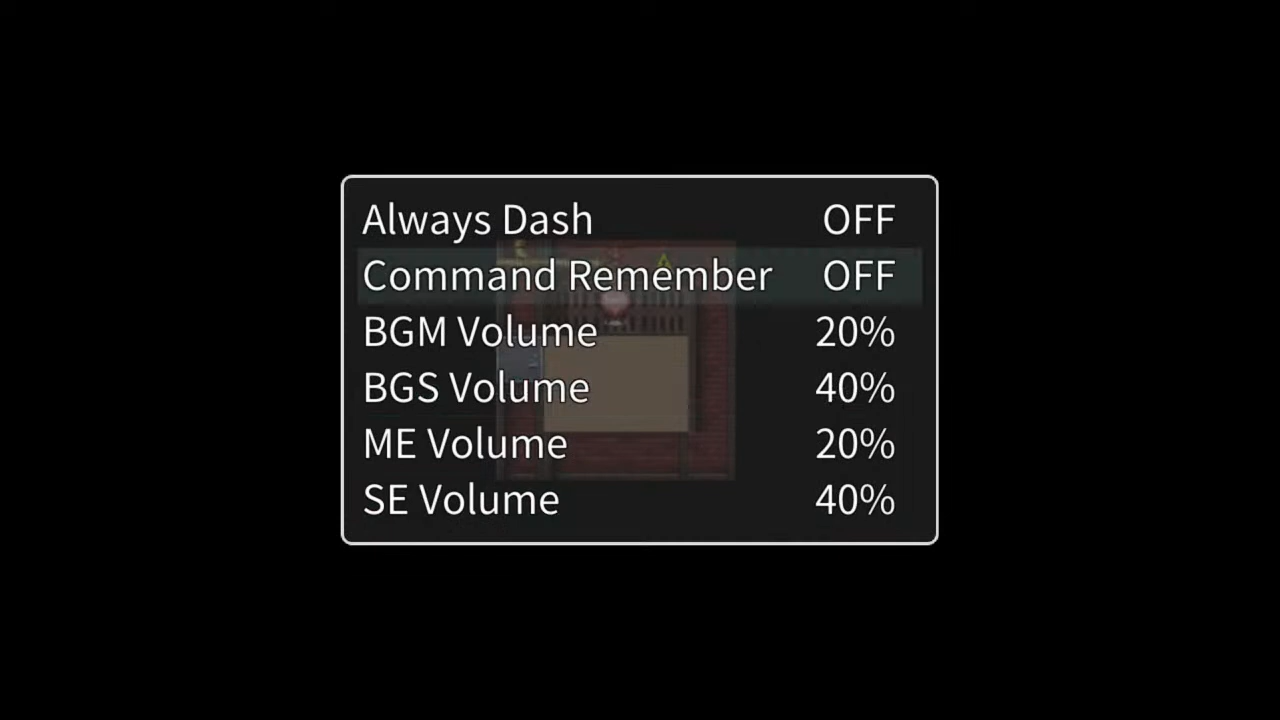 Always Dash OFF
Command Remember OFF
BGM Volume 20%
BGS Volume 40%
ME Volume 20%
SE Volume 40%